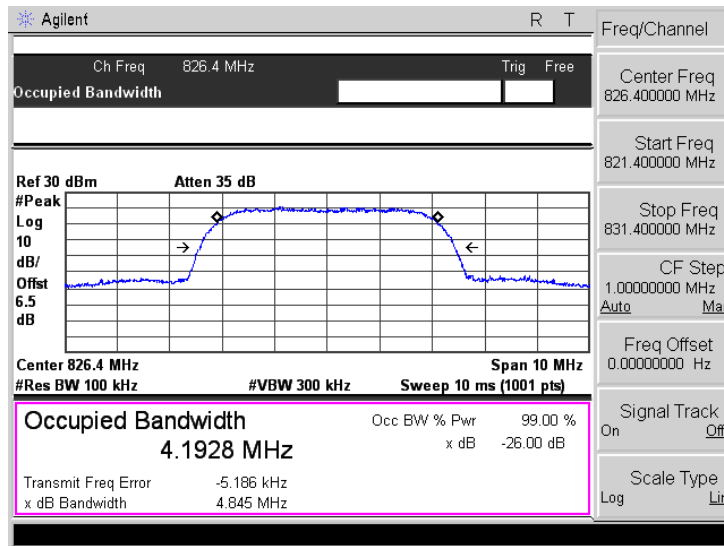 Agilent R T
Ch Freq 826.4 MHz Trig Free
Occupied Bandwidth
Ref 30 dBm Atten 35 dB
#Peak
Log
10
dB/
Offst
6.5
dB
Center 826.4 MHz Span 10 MHz
#Res BW 100 kHz #VBW 300 kHz Sweep 10 ms (1001 pts)
Occupied Bandwidth
4.1928 MHz
Occ BW % Pwr 99.00 %
x dB -26.00 dB
Transmit Freq Error -5.186 kHz
x dB Bandwidth 4.845 MHz
Freq/Channel
Center Freq
826.400000 MHz
Start Freq
821.400000 MHz
Stop Freq
831.400000 MHz
CF Step
1.00000000 MHz
Auto Ma
Freq Offset
0.00000000 Hz
Signal Track
On Off
Scale Type
Log Lin